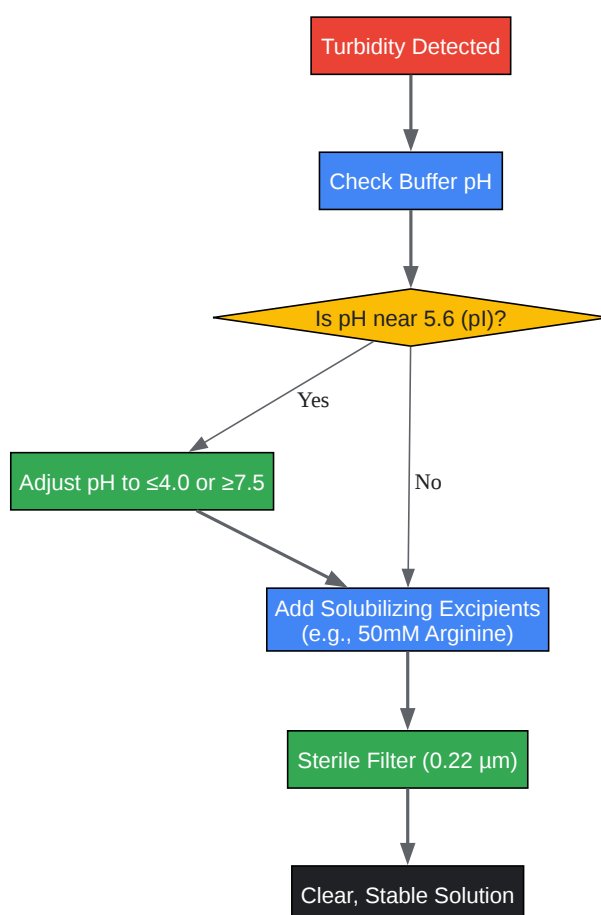 Turbidity Detected
Check Buffer pH
Is pH near 5.6 (pI)?
Yes
Adjust pH to ≤4.0 or ≥7.5
No
Add Solubilizing Excipients
(e.g., 50mM Arginine)
Sterile Filter (0.22 µm)
Clear, Stable Solution